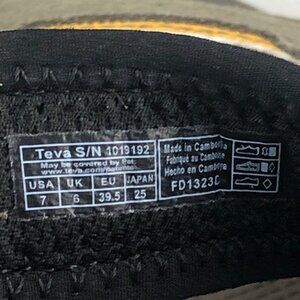 Teva S/N 1019192
May be covered by Pat.
www.teva.com/patents
USA UK EU JAPAN
7 6 39.5 25
Made in Cambodia
Fabriqué au Cambodge
Hecho en Camboya